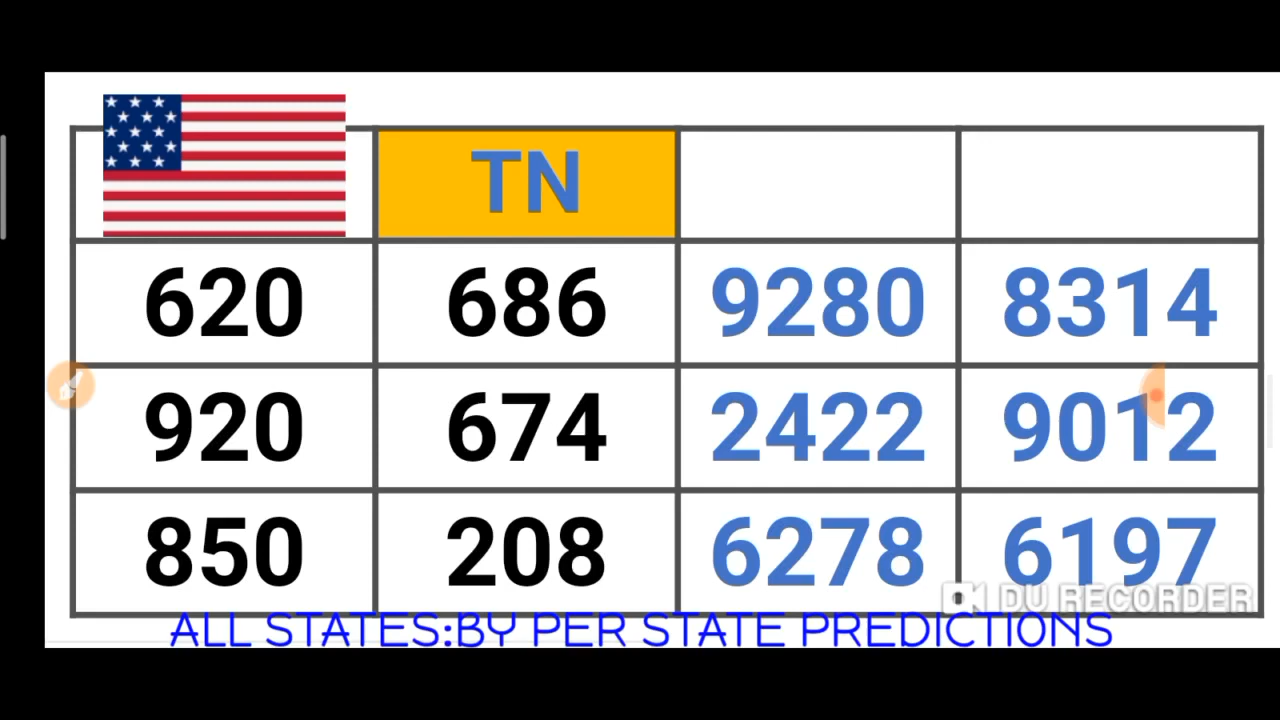 TN
620 686 9280 8314
920 674 2422 9012
850 208 6278 6197
DU RECORDER
ALL STATES:BY PER STATE PREDICTIONS